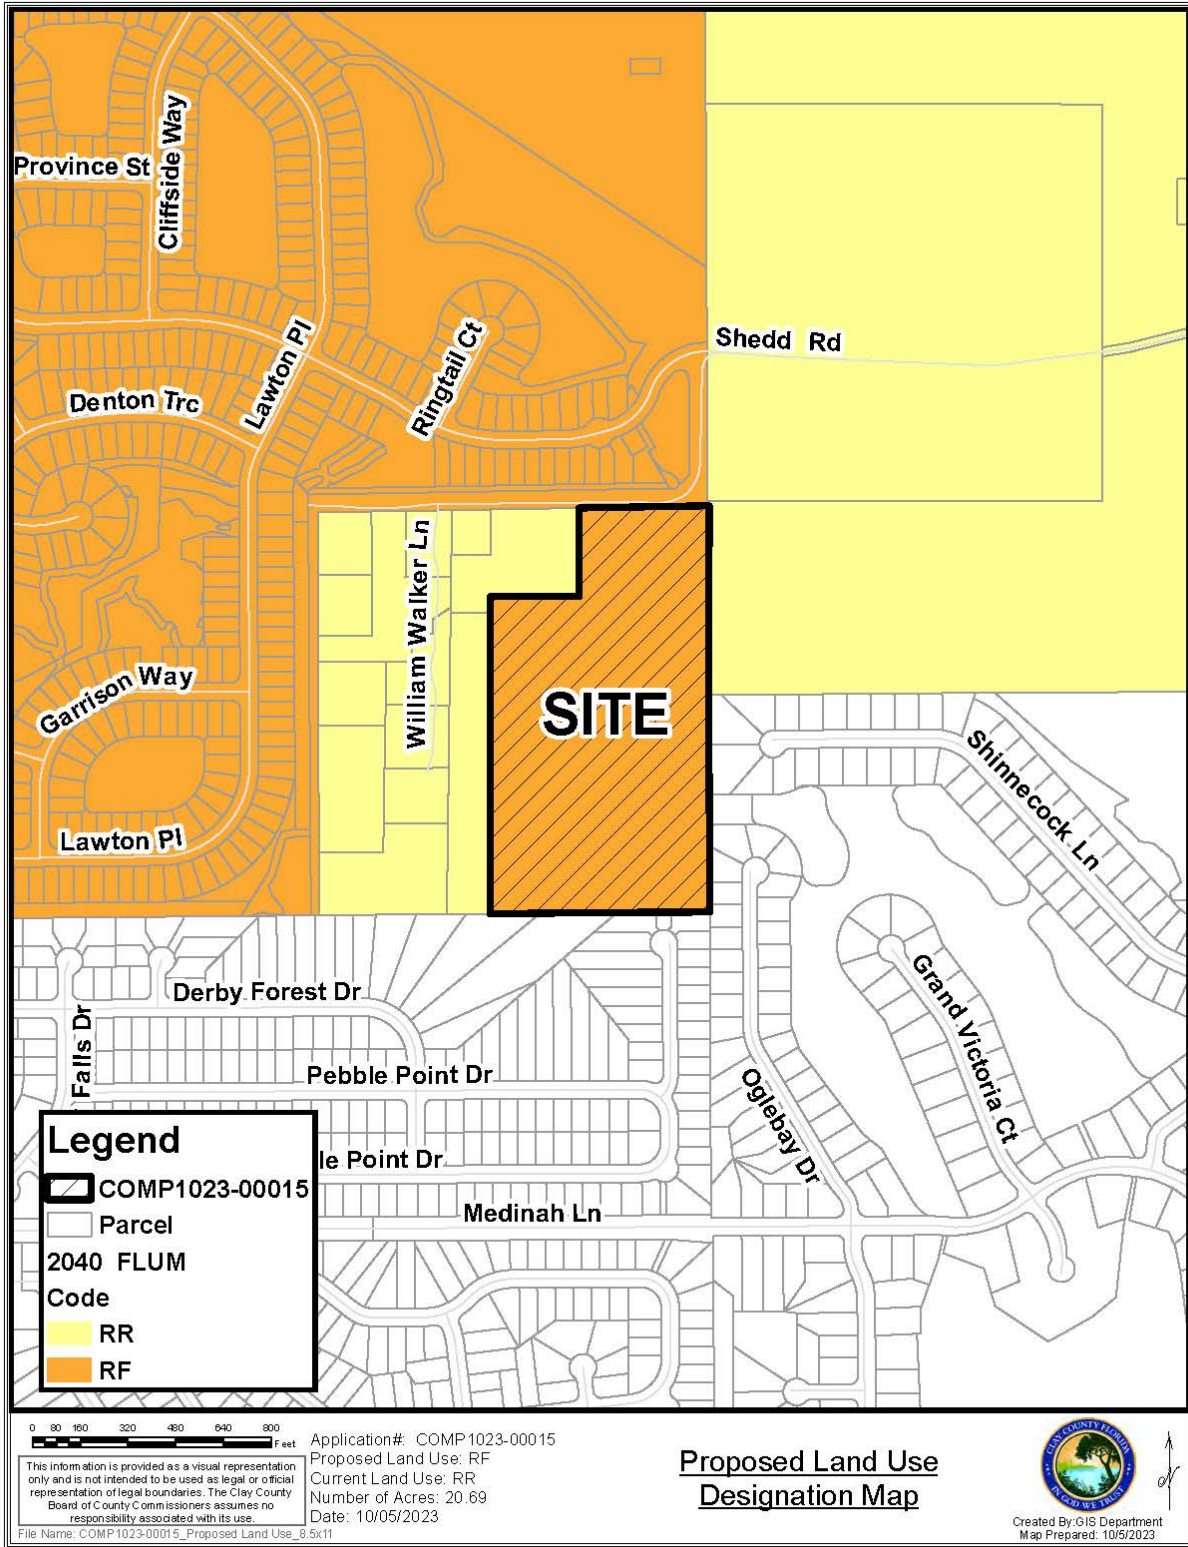 Province St
Cliffside Way
Lawton Pl
Ringtail Ct
Shedd Rd
Denton Trc
William Walker Ln
Garrison Way
SITE
Shinnecock Ln
Lawton Pl
Derby Forest Dr
Falls Dr
Grand Victoria Ct
Pebble Point Dr
Oglebay Dr
le Point Dr
Medinah Ln
Legend
COMP1023-00015
Parcel
2040 FLUM
Code
RR
RF
0 80 160 320 480 640 800
Feet
This information is provided as a visual representation
only and is not intended to be used as legal or official
representation of legal boundaries. The Clay County
Board of County Commissioners assumes no
responsibility associated with its use.
File Name: COMP1023-00015_Proposed Land Use_8.5x11
Application#: COMP1023-00015
Proposed Land Use: RF
Current Land Use: RR
Number of Acres: 20.69
Date: 10/05/2023
Proposed Land Use
Designation Map
CLAY COUNTY FLORIDA
IN GOD WE TRUST
N
Created By:GIS Department
Map Prepared: 10/5/2023